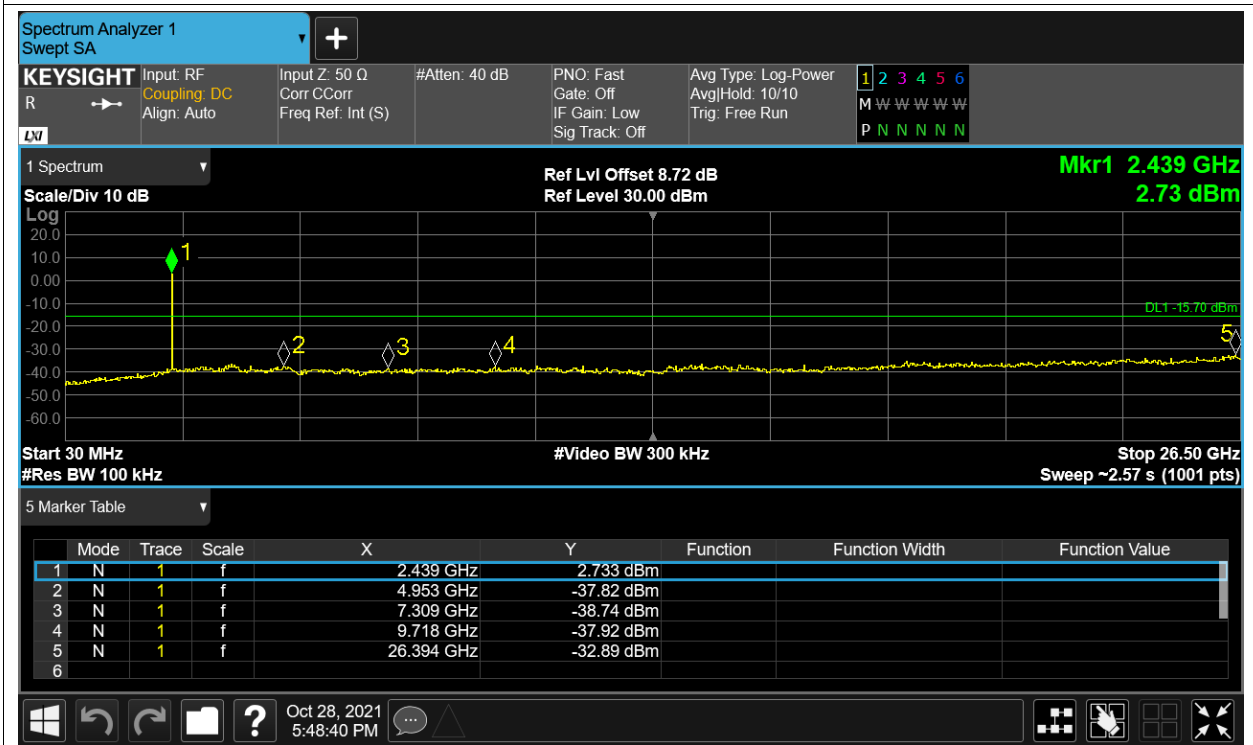 Spectrum Analyzer 1
Swept SA
KEYSIGHT
R
LXI
Input: RF
Coupling: DC
Align: Auto
Input Z: 50 Ω
Corr CCorr
Freq Ref: Int (S)
#Atten: 40 dB
PNO: Fast
Gate: Off
IF Gain: Low
Sig Track: Off
Avg Type: Log-Power
Avg|Hold: 10/10
Trig: Free Run
1 2 3 4 5 6
M W W W W W
P N N N N N
1 Spectrum
Scale/Div 10 dB
Ref Lvl Offset 8.72 dB
Ref Level 30.00 dBm
Mkr1 2.439 GHz
2.73 dBm
Log
20.0
10.0
0.00
-10.0
-20.0
-30.0
-40.0
-50.0
-60.0
1
2
3
4
5
DL1 -15.70 dBm
Start 30 MHz
#Res BW 100 kHz
#Video BW 300 kHz
Stop 26.50 GHz
Sweep ~2.57 s (1001 pts)
5 Marker Table
Mode Trace Scale X Y Function Function Width Function Value
1 N 1 f 2.439 GHz 2.733 dBm
2 N 1 f 4.953 GHz -37.82 dBm
3 N 1 f 7.309 GHz -38.74 dBm
4 N 1 f 9.718 GHz -37.92 dBm
5 N 1 f 26.394 GHz -32.89 dBm
6
?
Oct 28, 2021
5:48:40 PM